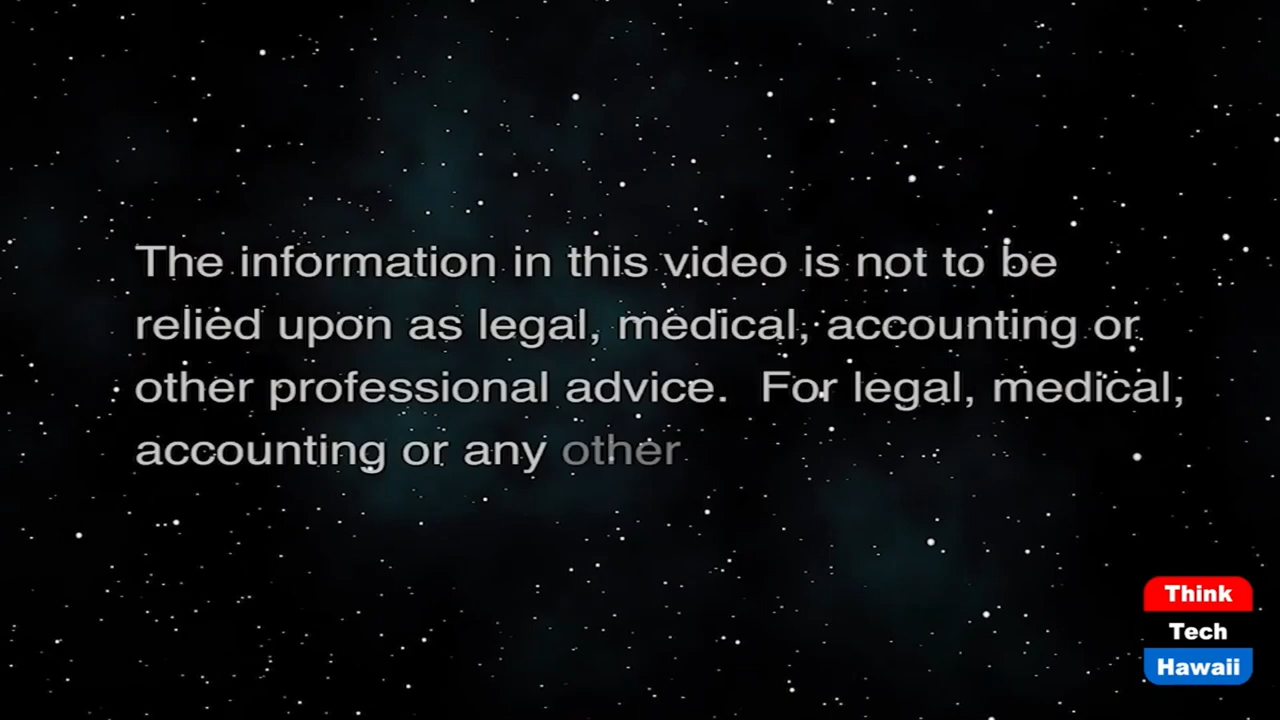 The information in this video is not to be
relied upon as legal, medical, accounting or
other professional advice.  For legal, medical,
accounting or any other
Think
Tech
Hawaii